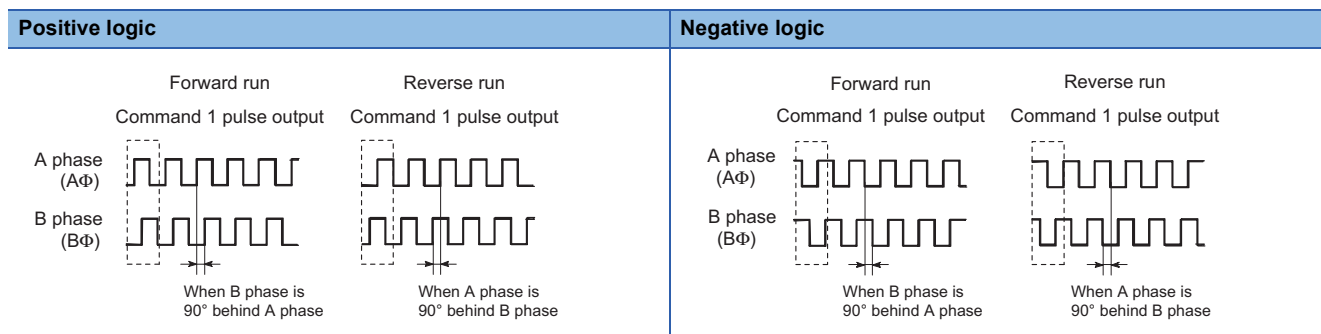 Positive logic
Negative logic
Forward run
Reverse run
Command 1 pulse output
Command 1 pulse output
A phase
(AΦ)
B phase
(BΦ)
When B phase is
90° behind A phase
When A phase is
90° behind B phase
Forward run
Reverse run
Command 1 pulse output
Command 1 pulse output
A phase
(AΦ)
B phase
(BΦ)
When B phase is
90° behind A phase
When A phase is
90° behind B phase